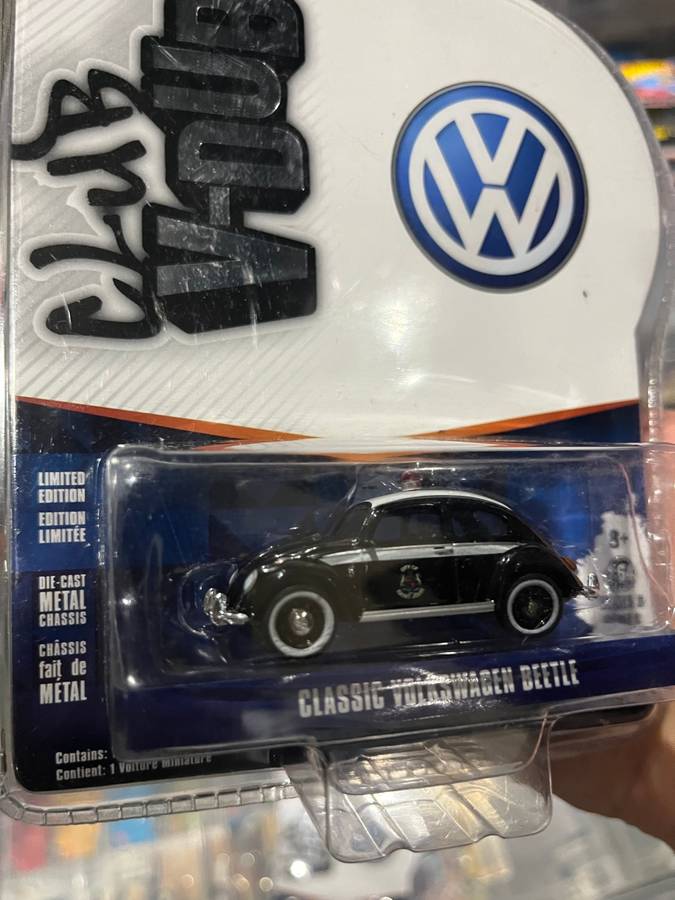 Club
V-DUB
LIMITED
EDITION
EDITION
LIMITÉE
DIE-CAST
METAL
CHASSIS
CHÂSSIS
fait de
MÉTAL
CLASSIC VOLKSWAGEN BEETLE
Contains:
Contient: 1 Voiture Miniature